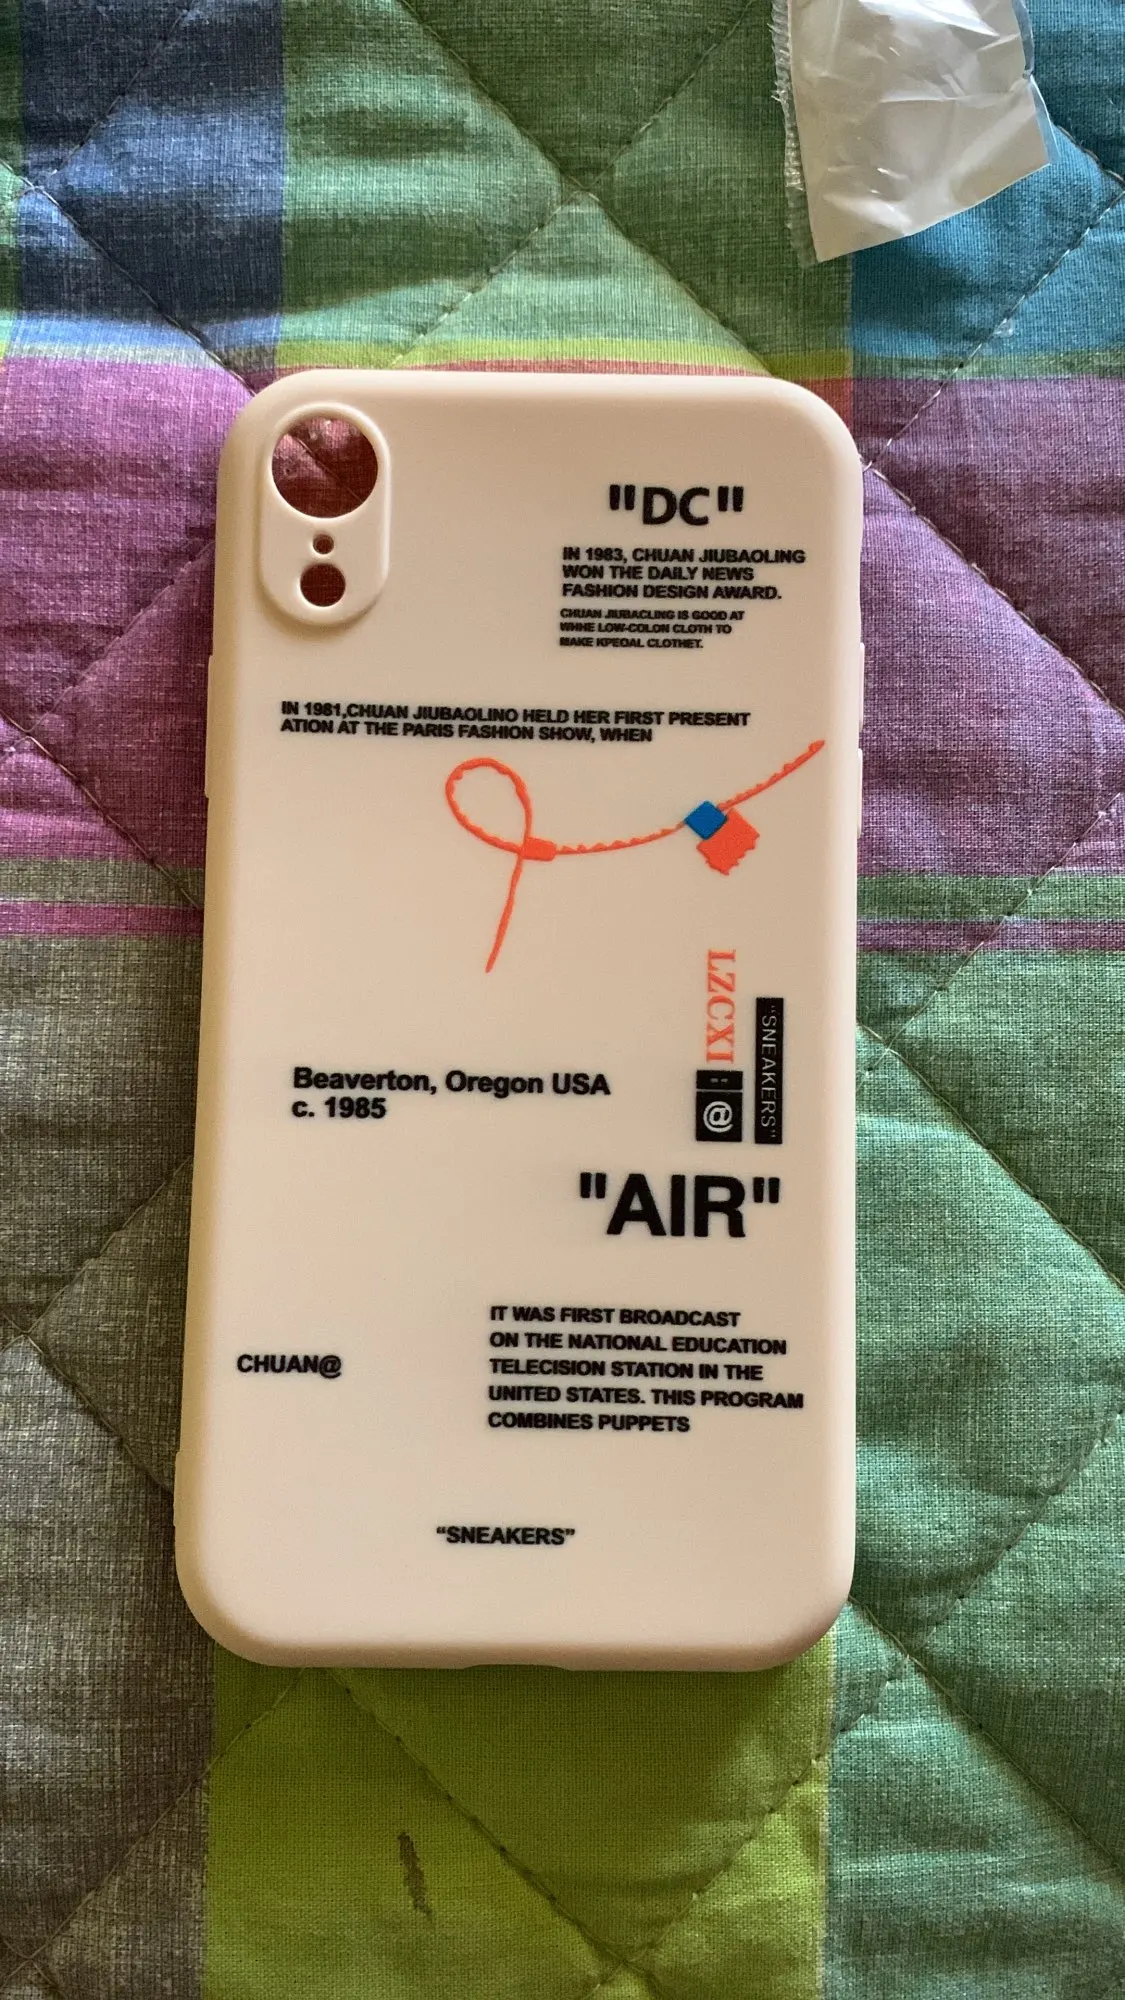 "DC"
IN 1983, CHUAN JIUBAOLING
WON THE DAILY NEWS
FASHION DESIGN AWARD.
CHUAN JIUBACLING IS GOOD AT
WHHE LOW-COLON CLOTH TO
MAKE KPEOAL CLOTHET.
IN 1981,CHUAN JIUBAOLINO HELD HER FIRST PRESENT
ATION AT THE PARIS FASHION SHOW, WHEN
LZCXI
@
"SNEAKERS"
Beaverton, Oregon USA
c. 1985
"AIR"
IT WAS FIRST BROADCAST
ON THE NATIONAL EDUCATION
TELECISION STATION IN THE
UNITED STATES. THIS PROGRAM
COMBINES PUPPETS
CHUAN@
“SNEAKERS”